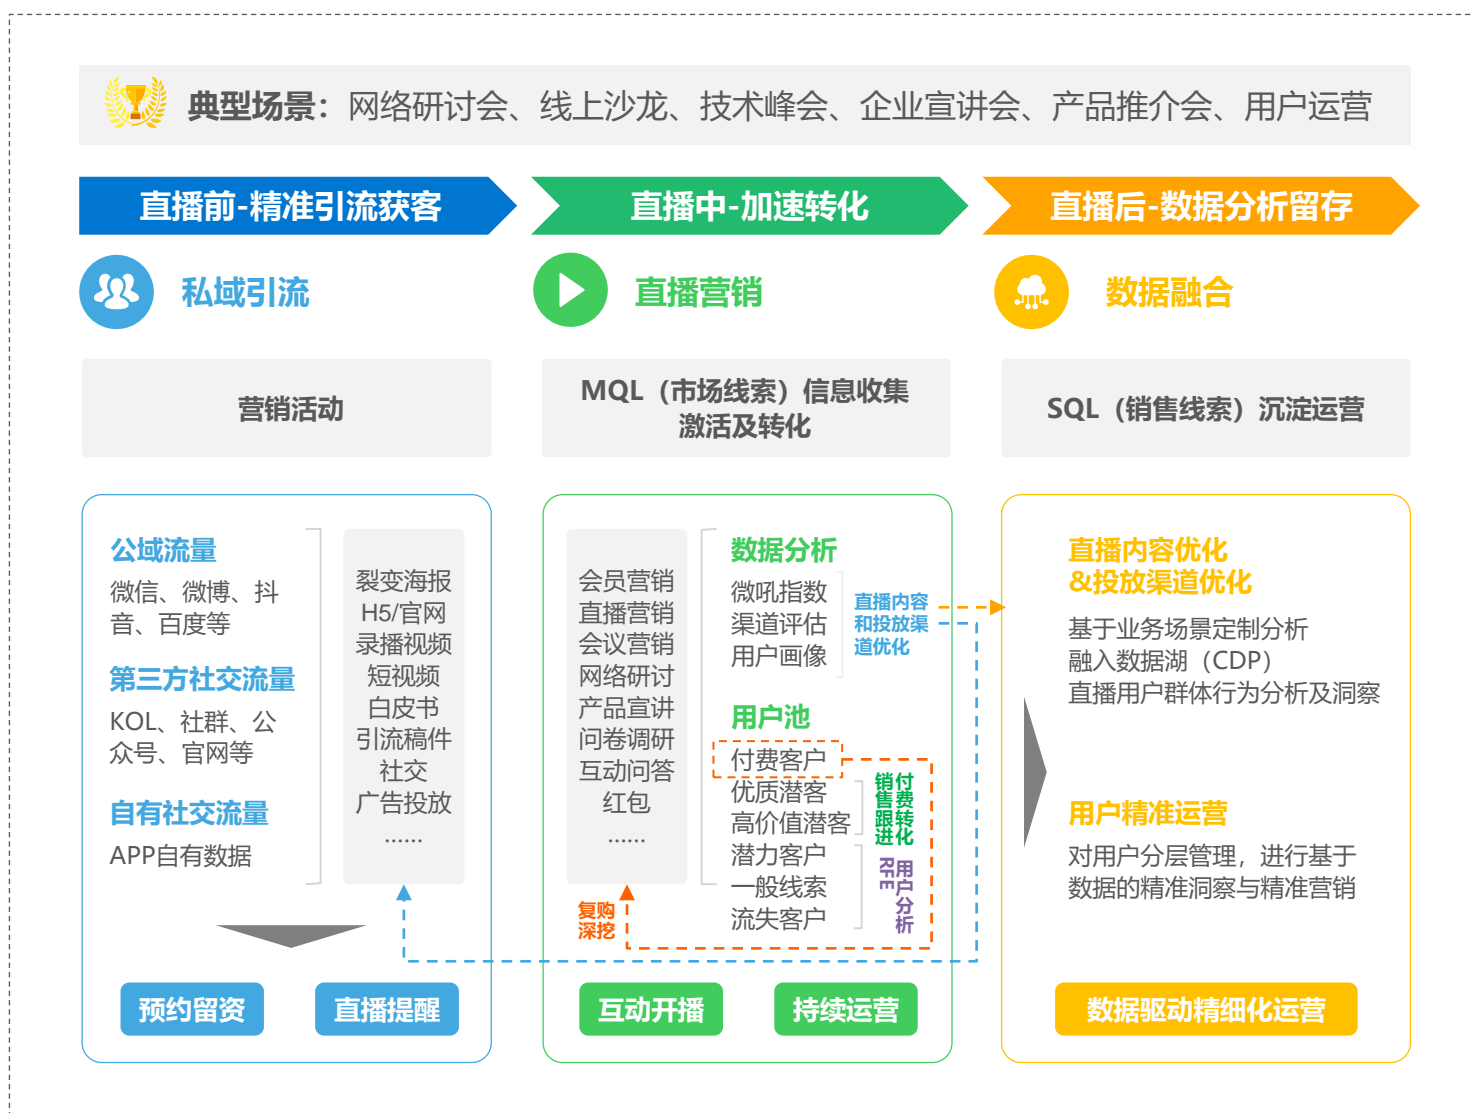 典型场景：网络研讨会、线上沙龙、技术峰会、企业宣讲会、产品推介会、用户运营
直播前-精准引流获客
直播中-加速转化
直播后-数据分析留存
私域引流
直播营销
数据融合
营销活动
MQL（市场线索）信息收集
激活及转化
SQL（销售线索）沉淀运营
公域流量
微信、微博、抖
音、百度等
第三方社交流量
KOL、社群、公
众号、官网等
自有社交流量
APP自有数据
裂变海报
H5/官网
录播视频
短视频
白皮书
引流稿件
社交
广告投放
......
预约留资
直播提醒
会员营销
直播营销
会议营销
网络研讨
产品宣讲
问卷调研
互动问答
红包
......
复购
深挖
数据分析
微吼指数
渠道评估
用户画像
直播内容
和投放渠
道优化
用户池
付费客户
优质潜客
高价值潜客
潜力客户
一般线索
流失客户
付费转化
销售跟进
用户分析
RFE
互动开播
持续运营
直播内容优化
&投放渠道优化
基于业务场景定制分析
融入数据湖（CDP）
直播用户群体行为分析及洞察
用户精准运营
对用户分层管理，进行基于
数据的精准洞察与精准营销
数据驱动精细化运营